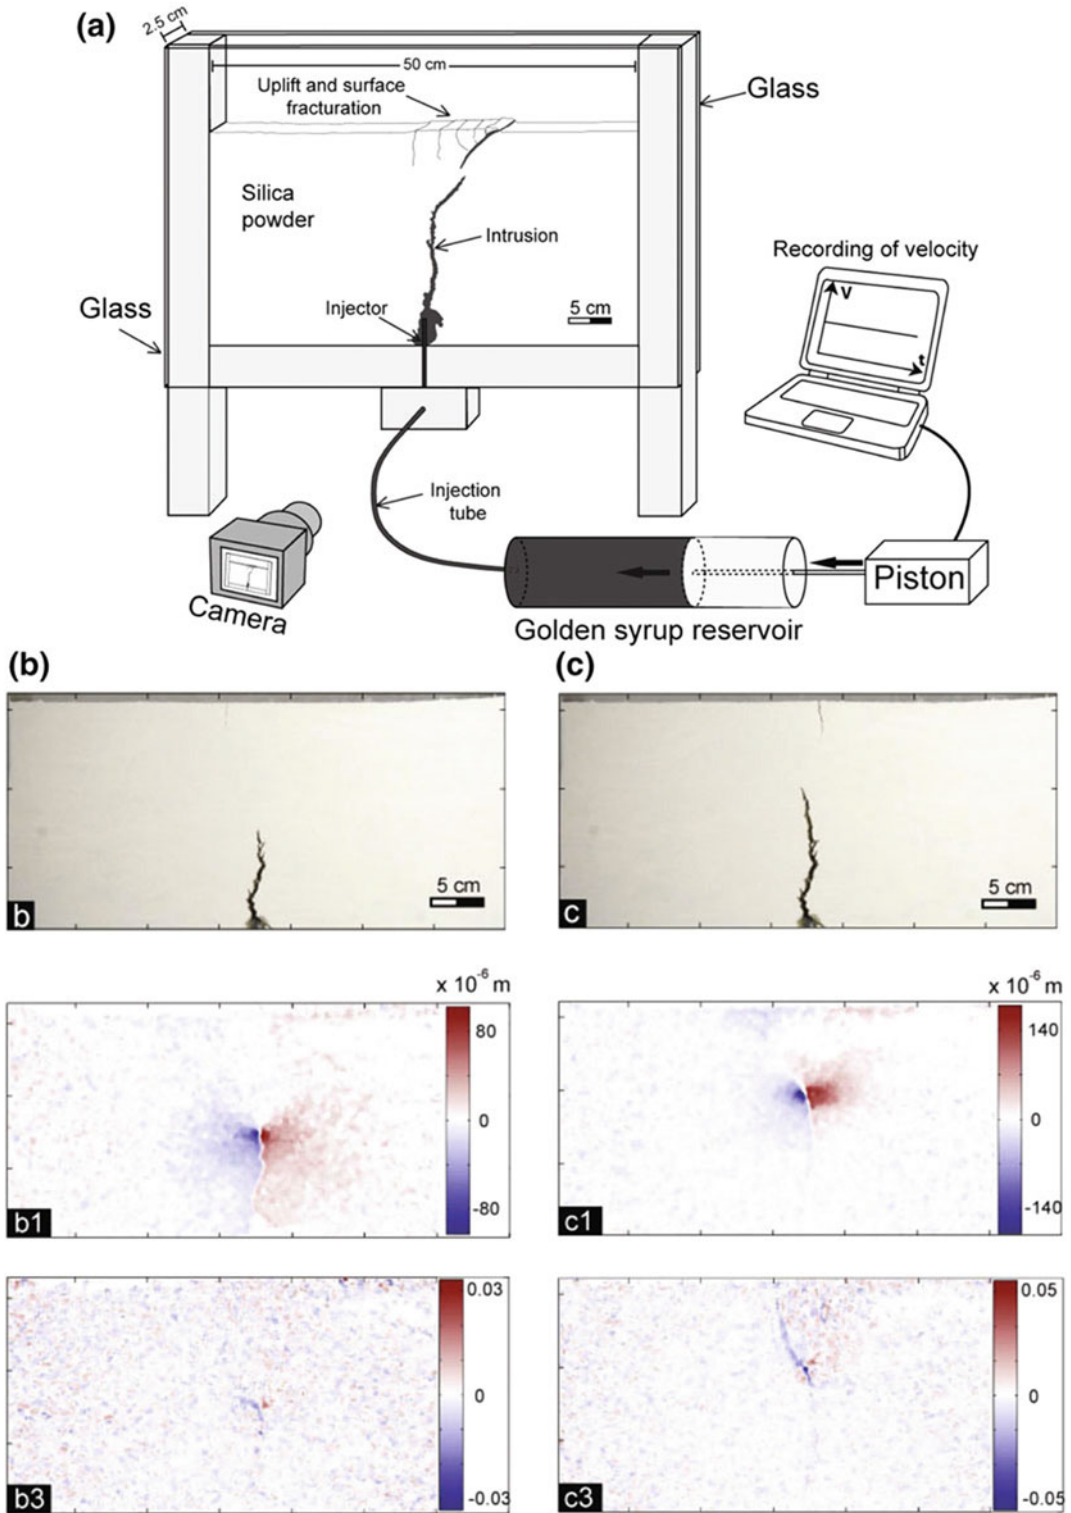 (a)
2.5 cm
50 cm
Uplift and surface
fracturation
Glass
Silica
powder
Intrusion
Recording of velocity
V
t
Glass
Injector
5 cm
Injection
tube
Camera
Piston
Golden syrup reservoir
(b)
(c)
5 cm
b
5 cm
c
x 10-6 m
80
0
-80
b1
x 10-6 m
140
0
-140
c1
0.03
0
-0.03
b3
0.05
0
-0.05
c3